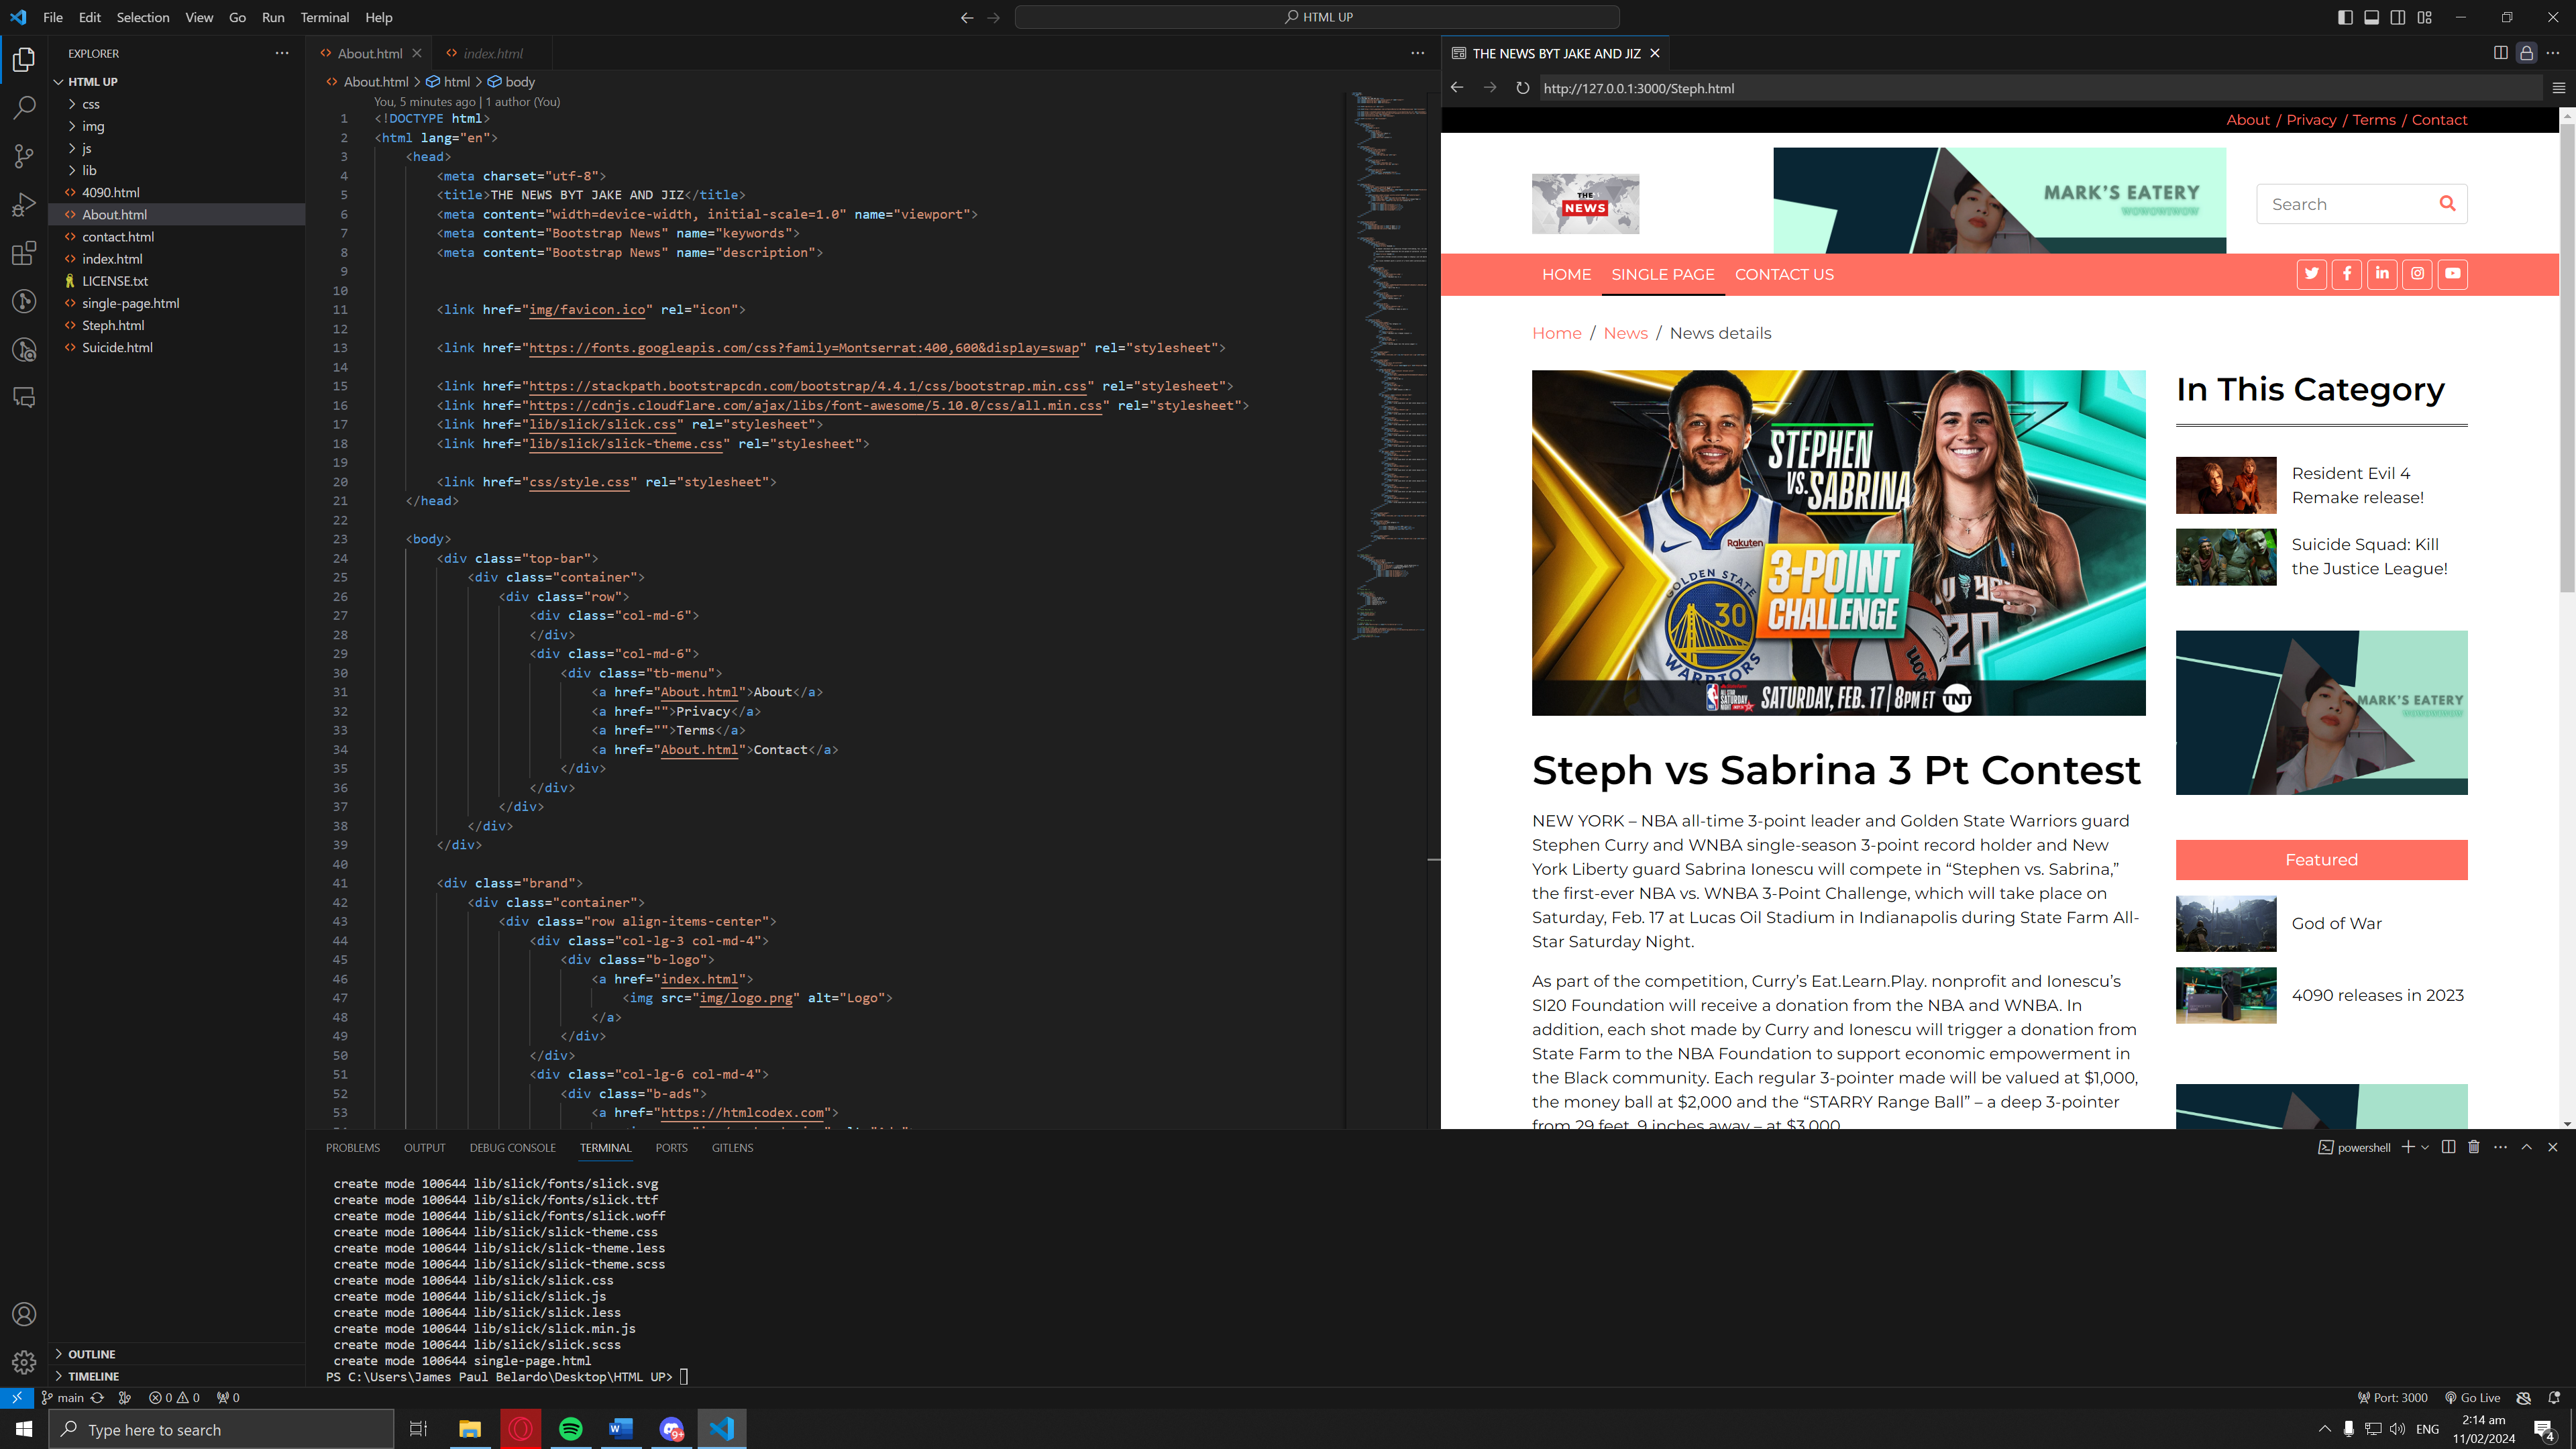 File Edit Selection View Go Run Terminal Help
HTML UP
EXPLORER
HTML UP
css
img
js
lib
4090.html
About.html
contact.html
index.html
LICENSE.txt
single-page.html
Steph.html
Suicide.html
OUTLINE
TIMELINE
About.html
index.html
About.html > html > body
You, 5 minutes ago | 1 author (You)
1 <!DOCTYPE html>
2 <html lang="en">
3 <head>
4 <meta charset="utf-8">
5 <title>THE NEWS BYT JAKE AND JIZ</title>
6 <meta content="width=device-width, initial-scale=1.0" name="viewport">
7 <meta content="Bootstrap News" name="keywords">
8 <meta content="Bootstrap News" name="description">
9
10
11 <link href="img/favicon.ico" rel="icon">
12
13 <link href="https://fonts.googleapis.com/css?family=Montserrat:400,600&display=swap" rel="stylesheet">
14
15 <link href="https://stackpath.bootstrapcdn.com/bootstrap/4.4.1/css/bootstrap.min.css" rel="stylesheet">
16 <link href="https://cdnjs.cloudflare.com/ajax/libs/font-awesome/5.10.0/css/all.min.css" rel="stylesheet">
17 <link href="lib/slick/slick.css" rel="stylesheet">
18 <link href="lib/slick/slick-theme.css" rel="stylesheet">
19
20 <link href="css/style.css" rel="stylesheet">
21 </head>
22
23 <body>
24 <div class="top-bar">
25 <div class="container">
26 <div class="row">
27 <div class="col-md-6">
28 </div>
29 <div class="col-md-6">
30 <div class="tb-menu">
31 <a href="About.html">About</a>
32 <a href="">Privacy</a>
33 <a href="">Terms</a>
34 <a href="About.html">Contact</a>
35 </div>
36 </div>
37 </div>
38 </div>
39 </div>
40
41 <div class="brand">
42 <div class="container">
43 <div class="row align-items-center">
44 <div class="col-lg-3 col-md-4">
45 <div class="b-logo">
46 <a href="index.html">
47 <img src="img/logo.png" alt="Logo">
48 </a>
49 </div>
50 </div>
51 <div class="col-lg-6 col-md-4">
52 <div class="b-ads">
53 <a href="https://htmlcodex.com">
THE NEWS BYT JAKE AND JIZ
http://127.0.0.1:3000/Steph.html
About / Privacy / Terms / Contact
THE
NEWS
MARK'S EATERY
Search
HOME SINGLE PAGE CONTACT US
Home / News / News details
STEPHEN
VS. SABRINA
Rakuten
3-POINT
CHALLENGE
GOLDEN STATE
30
WARRIORS
20
SATURDAY, FEB. 17 | 8PM ET TNT
Steph vs Sabrina 3 Pt Contest
NEW YORK – NBA all-time 3-point leader and Golden State Warriors guard
Stephen Curry and WNBA single-season 3-point record holder and New
York Liberty guard Sabrina Ionescu will compete in “Stephen vs. Sabrina,”
the first-ever NBA vs. WNBA 3-Point Challenge, which will take place on
Saturday, Feb. 17 at Lucas Oil Stadium in Indianapolis during State Farm All-
Star Saturday Night.
As part of the competition, Curry’s Eat.Learn.Play. nonprofit and Ionescu’s
SI20 Foundation will receive a donation from the NBA and WNBA. In
addition, each shot made by Curry and Ionescu will trigger a donation from
State Farm to the NBA Foundation to support economic empowerment in
the Black community. Each regular 3-pointer made will be valued at $1,000,
the money ball at $2,000 and the “STARRY Range Ball” – a deep 3-pointer
from 29 feet, 9 inches away – at $3,000
In This Category
Resident Evil 4
Remake release!
Suicide Squad: Kill
the Justice League!
MARK'S EATERY
Featured
God of War
4090 releases in 2023
PROBLEMS OUTPUT DEBUG CONSOLE TERMINAL PORTS GITLENS
powershell
create mode 100644 lib/slick/fonts/slick.svg
create mode 100644 lib/slick/fonts/slick.ttf
create mode 100644 lib/slick/fonts/slick.woff
create mode 100644 lib/slick/slick-theme.css
create mode 100644 lib/slick/slick-theme.less
create mode 100644 lib/slick/slick-theme.scss
create mode 100644 lib/slick/slick.css
create mode 100644 lib/slick/slick.js
create mode 100644 lib/slick/slick.less
create mode 100644 lib/slick/slick.min.js
create mode 100644 lib/slick/slick.scss
create mode 100644 single-page.html
PS C:\Users\James Paul Belardo\Desktop\HTML UP>
main 0 0 0
Port: 3000 Go Live
Type here to search
9+
ENG
2:14 am
11/02/2024
4